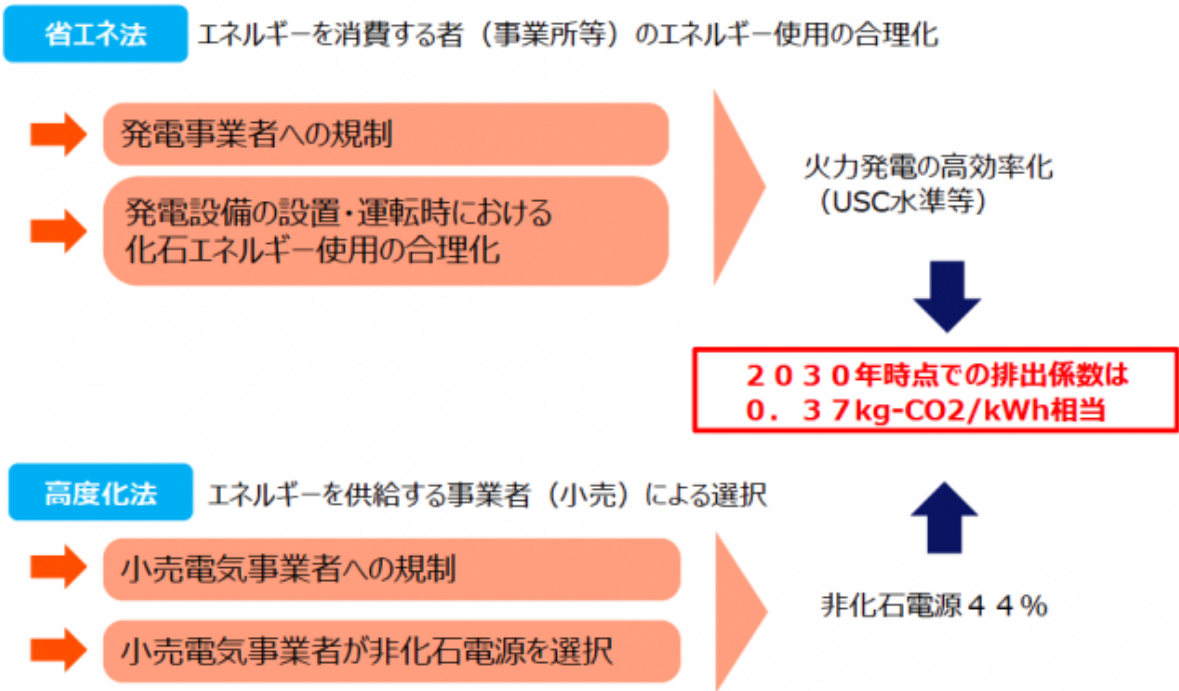 省エネ法
エネルギーを消費する者（事業所等）のエネルギー使用の合理化
発電事業者への規制
発電設備の設置・運転時における
化石エネルギー使用の合理化
火力発電の高効率化
（USC水準等）
２０３０年時点での排出係数は
０．３７kg-CO2/kWh相当
高度化法
エネルギーを供給する事業者（小売）による選択
小売電気事業者への規制
小売電気事業者が非化石電源を選択
非化石電源４４%